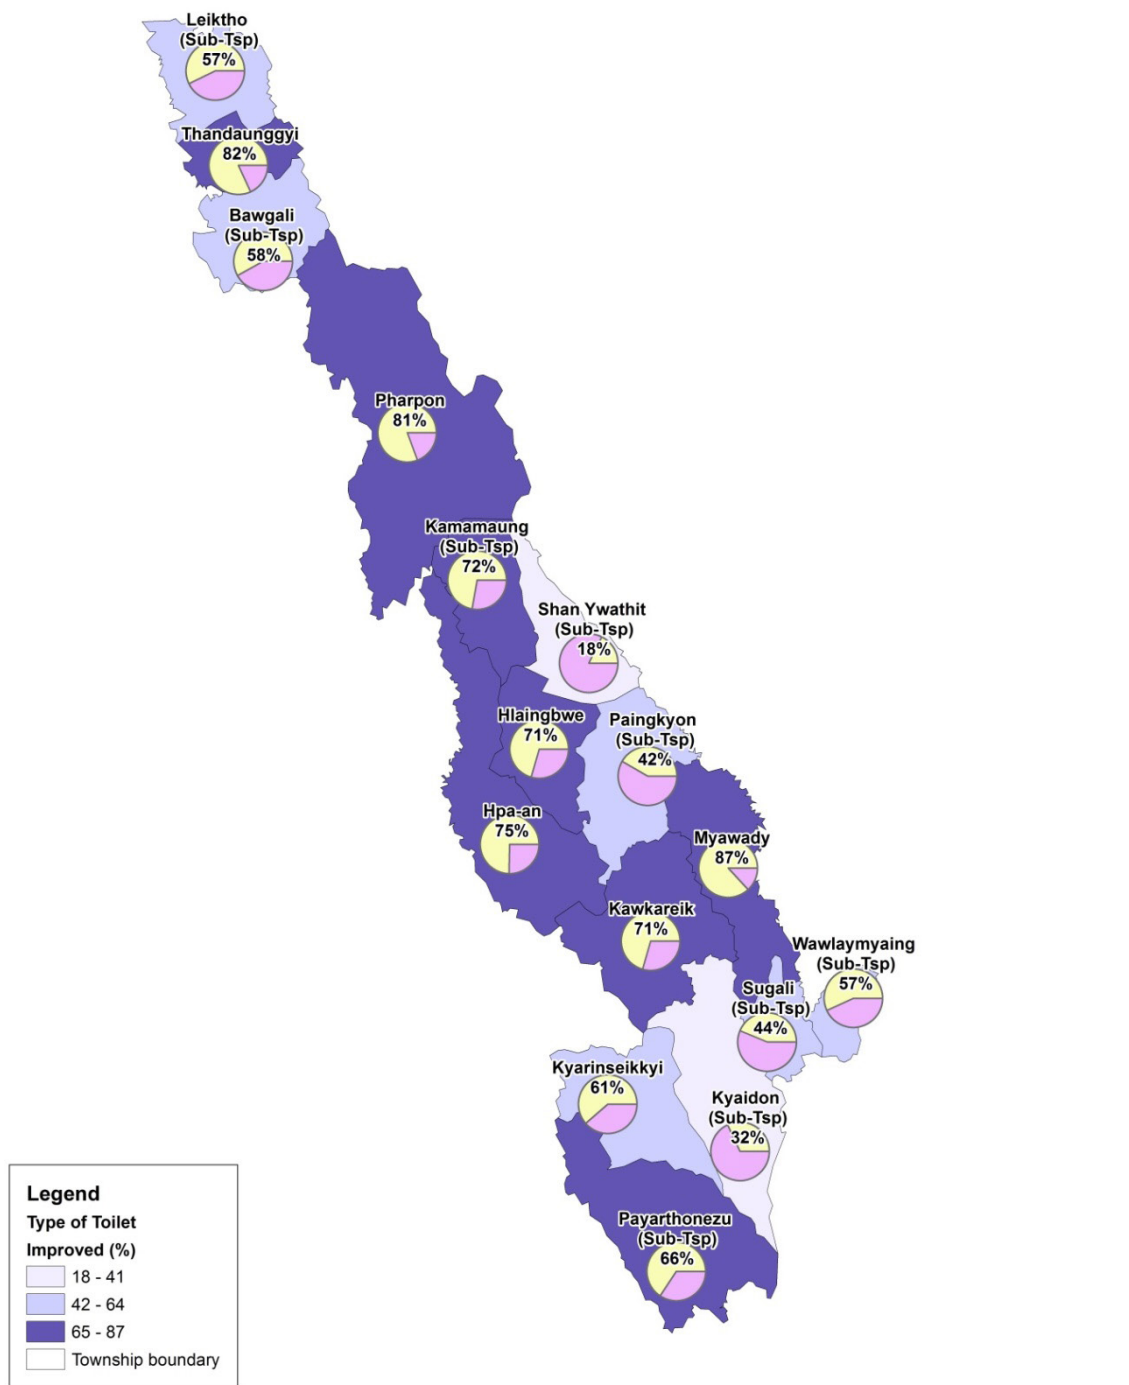 Leiktho
(Sub-Tsp)
57%
Thandaunggyi
82%
Bawgali
(Sub-Tsp)
58%
Pharpon
81%
Kamamaung
(Sub-Tsp)
72%
Shan Ywathit
(Sub-Tsp)
18%
Hlaingbwe
71%
Paingkyon
(Sub-Tsp)
42%
Hpa-an
75%
Myawady
87%
Kawkareik
71%
Wawlaymyaing
(Sub-Tsp)
57%
Sugali
(Sub-Tsp)
44%
Kyarinseikkyi
61%
Kyaidon
(Sub-Tsp)
32%
Payarthonezu
(Sub-Tsp)
66%
Legend
Type of Toilet
Improved (%)
18 - 41
42 - 64
65 - 87
Township boundary